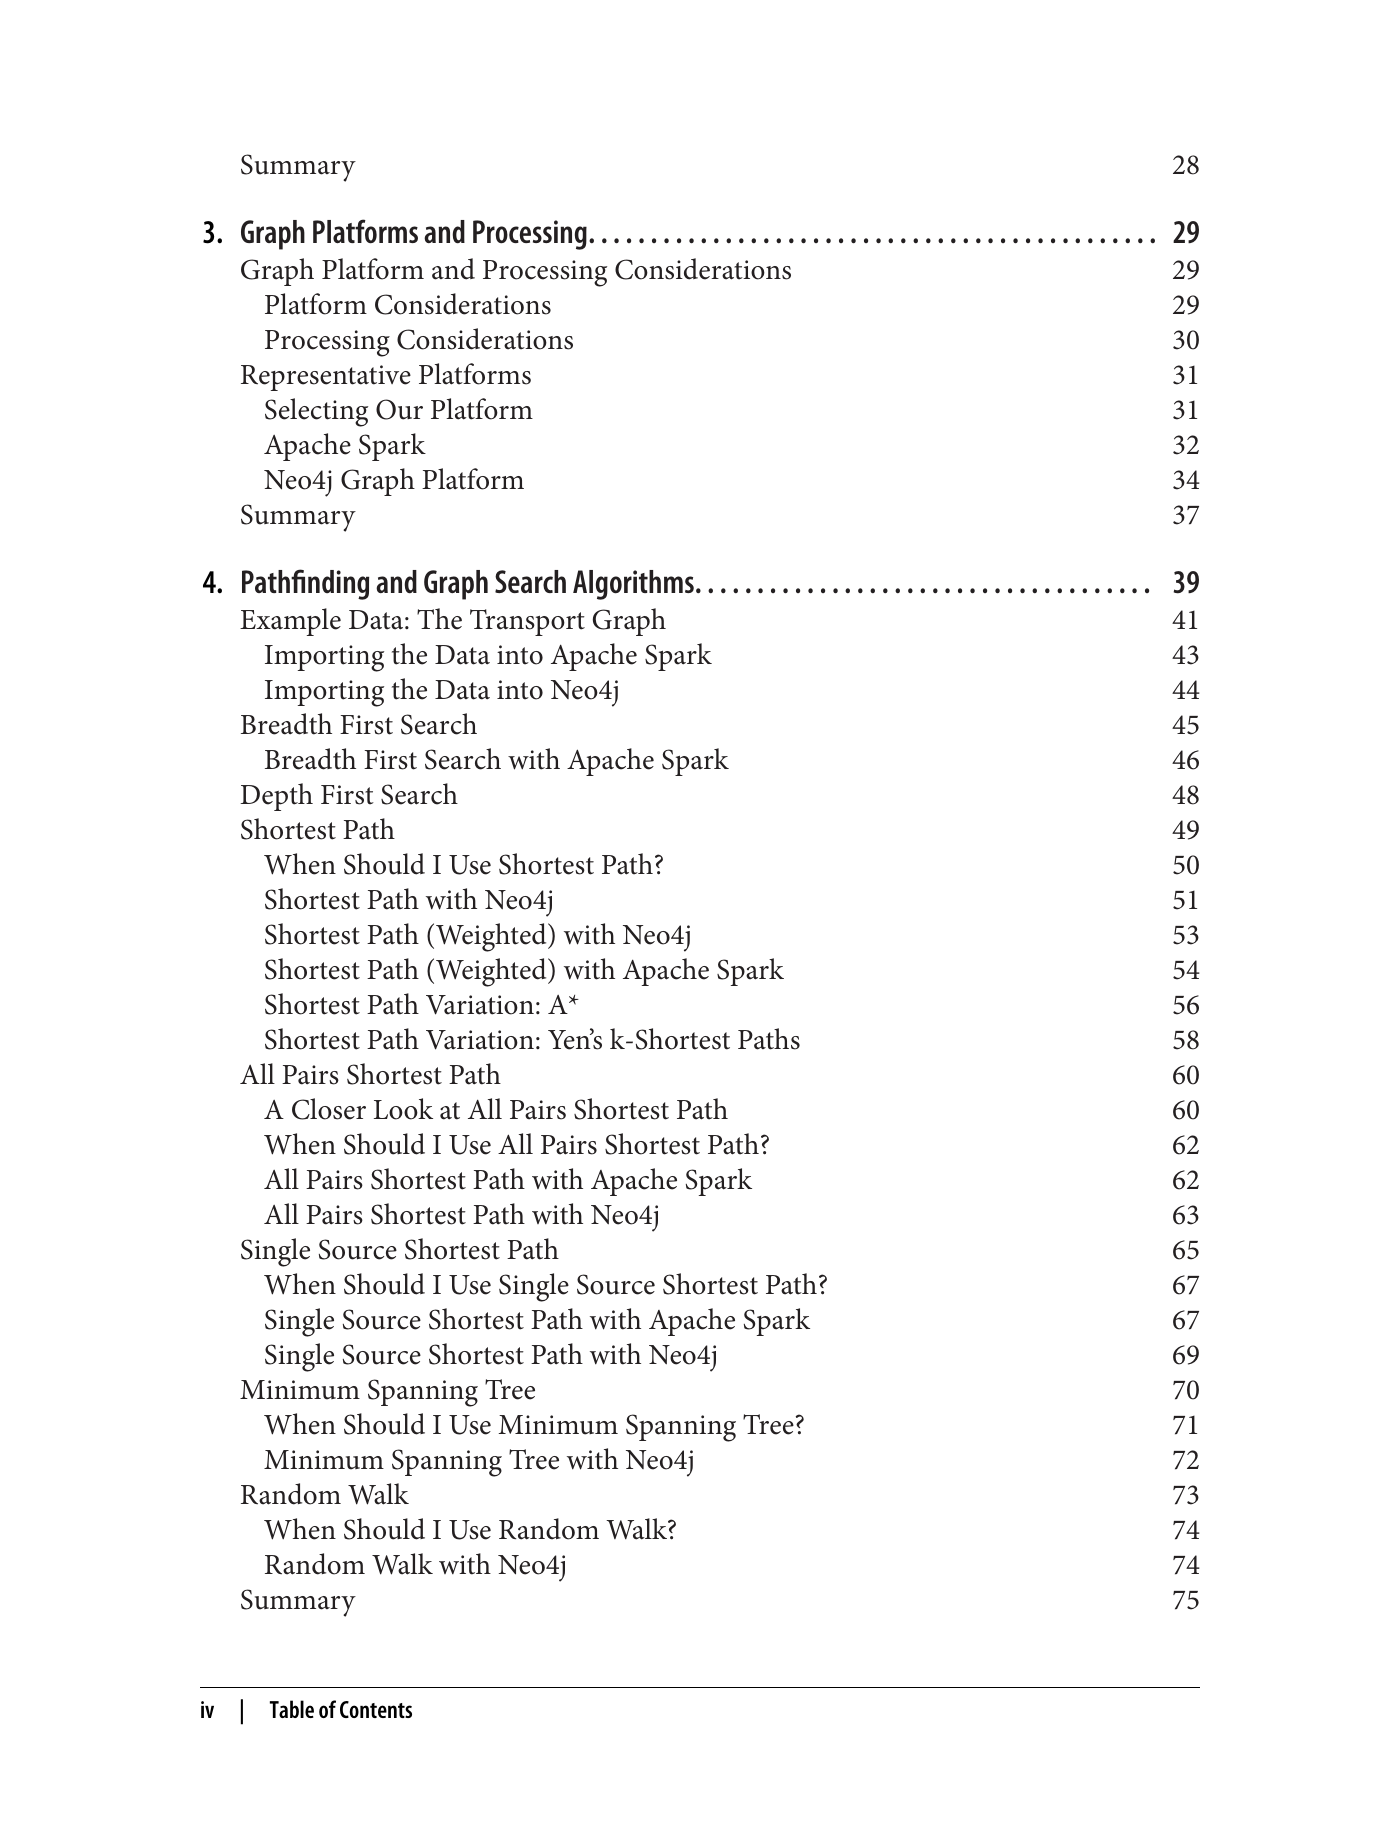 Summary 28
3. Graph Platforms and Processing. . . . . . . . . . . . . . . . . . . . . . . . . . . . . . . . . . . . . . . . . . . . . . 29
Graph Platform and Processing Considerations 29
Platform Considerations 29
Processing Considerations 30
Representative Platforms 31
Selecting Our Platform 31
Apache Spark 32
Neo4j Graph Platform 34
Summary 37
4. Pathfinding and Graph Search Algorithms. . . . . . . . . . . . . . . . . . . . . . . . . . . . . . . . . . . . . 39
Example Data: The Transport Graph 41
Importing the Data into Apache Spark 43
Importing the Data into Neo4j 44
Breadth First Search 45
Breadth First Search with Apache Spark 46
Depth First Search 48
Shortest Path 49
When Should I Use Shortest Path? 50
Shortest Path with Neo4j 51
Shortest Path (Weighted) with Neo4j 53
Shortest Path (Weighted) with Apache Spark 54
Shortest Path Variation: A* 56
Shortest Path Variation: Yen’s k-Shortest Paths 58
All Pairs Shortest Path 60
A Closer Look at All Pairs Shortest Path 60
When Should I Use All Pairs Shortest Path? 62
All Pairs Shortest Path with Apache Spark 62
All Pairs Shortest Path with Neo4j 63
Single Source Shortest Path 65
When Should I Use Single Source Shortest Path? 67
Single Source Shortest Path with Apache Spark 67
Single Source Shortest Path with Neo4j 69
Minimum Spanning Tree 70
When Should I Use Minimum Spanning Tree? 71
Minimum Spanning Tree with Neo4j 72
Random Walk 73
When Should I Use Random Walk? 74
Random Walk with Neo4j 74
Summary 75
iv | Table of Contents